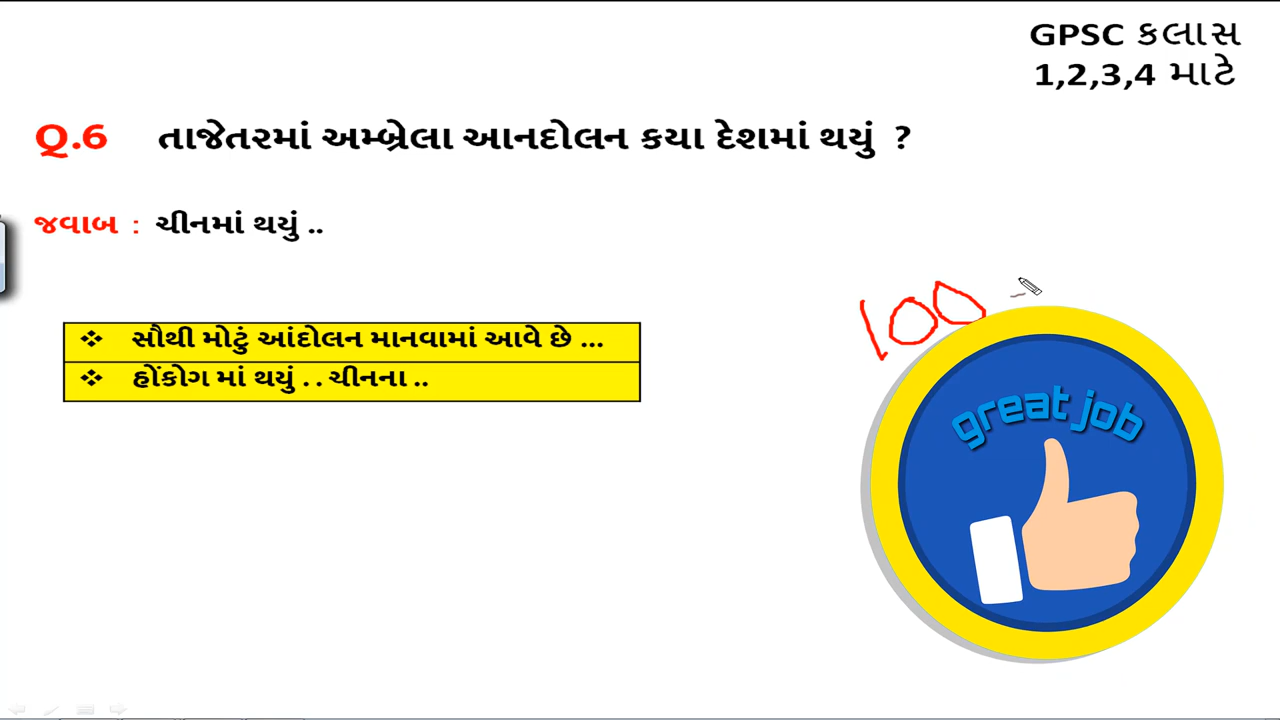 GPSC કલાસ
1,2,3,4 માટે
Q.6 તાજેતરમાં અમ્બ્રેલા આનદોલન કયા દેશમાં થયું ?
જવાબ : ચીનમાં થયું ..
❖ સૌથી મોટું આંદોલન માનવામાં આવે છે ...
❖ હોંકોગ માં થયું . . ચીનના ..
100
great job